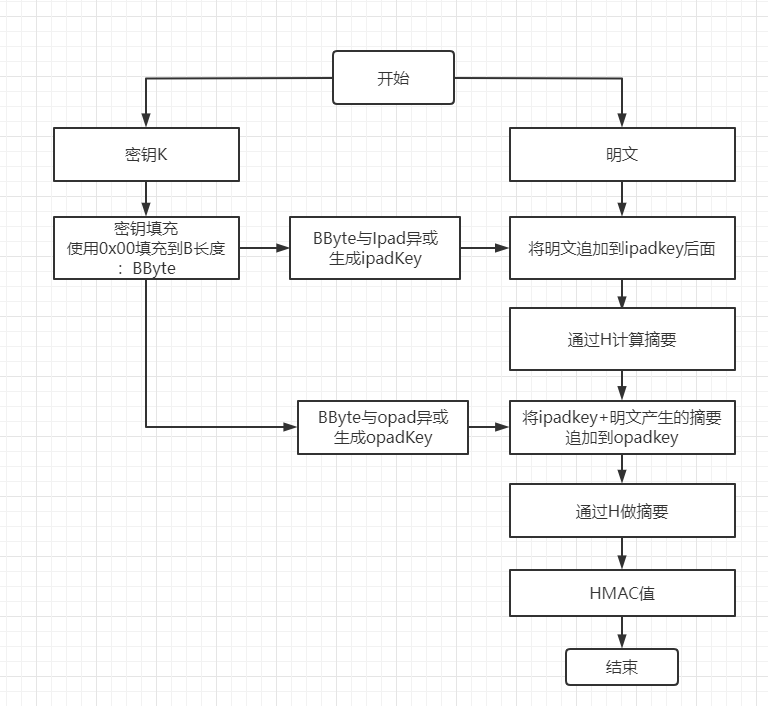 开始
密钥K
明文
密钥填充
使用0x00填充到B长度
：BByte
BByte与Ipad异或
生成ipadKey
将明文追加到ipadkey后面
通过H计算摘要
BByte与opad异或
生成opadKey
将ipadkey+明文产生的摘要
追加到opadkey
通过H做摘要
HMAC值
结束